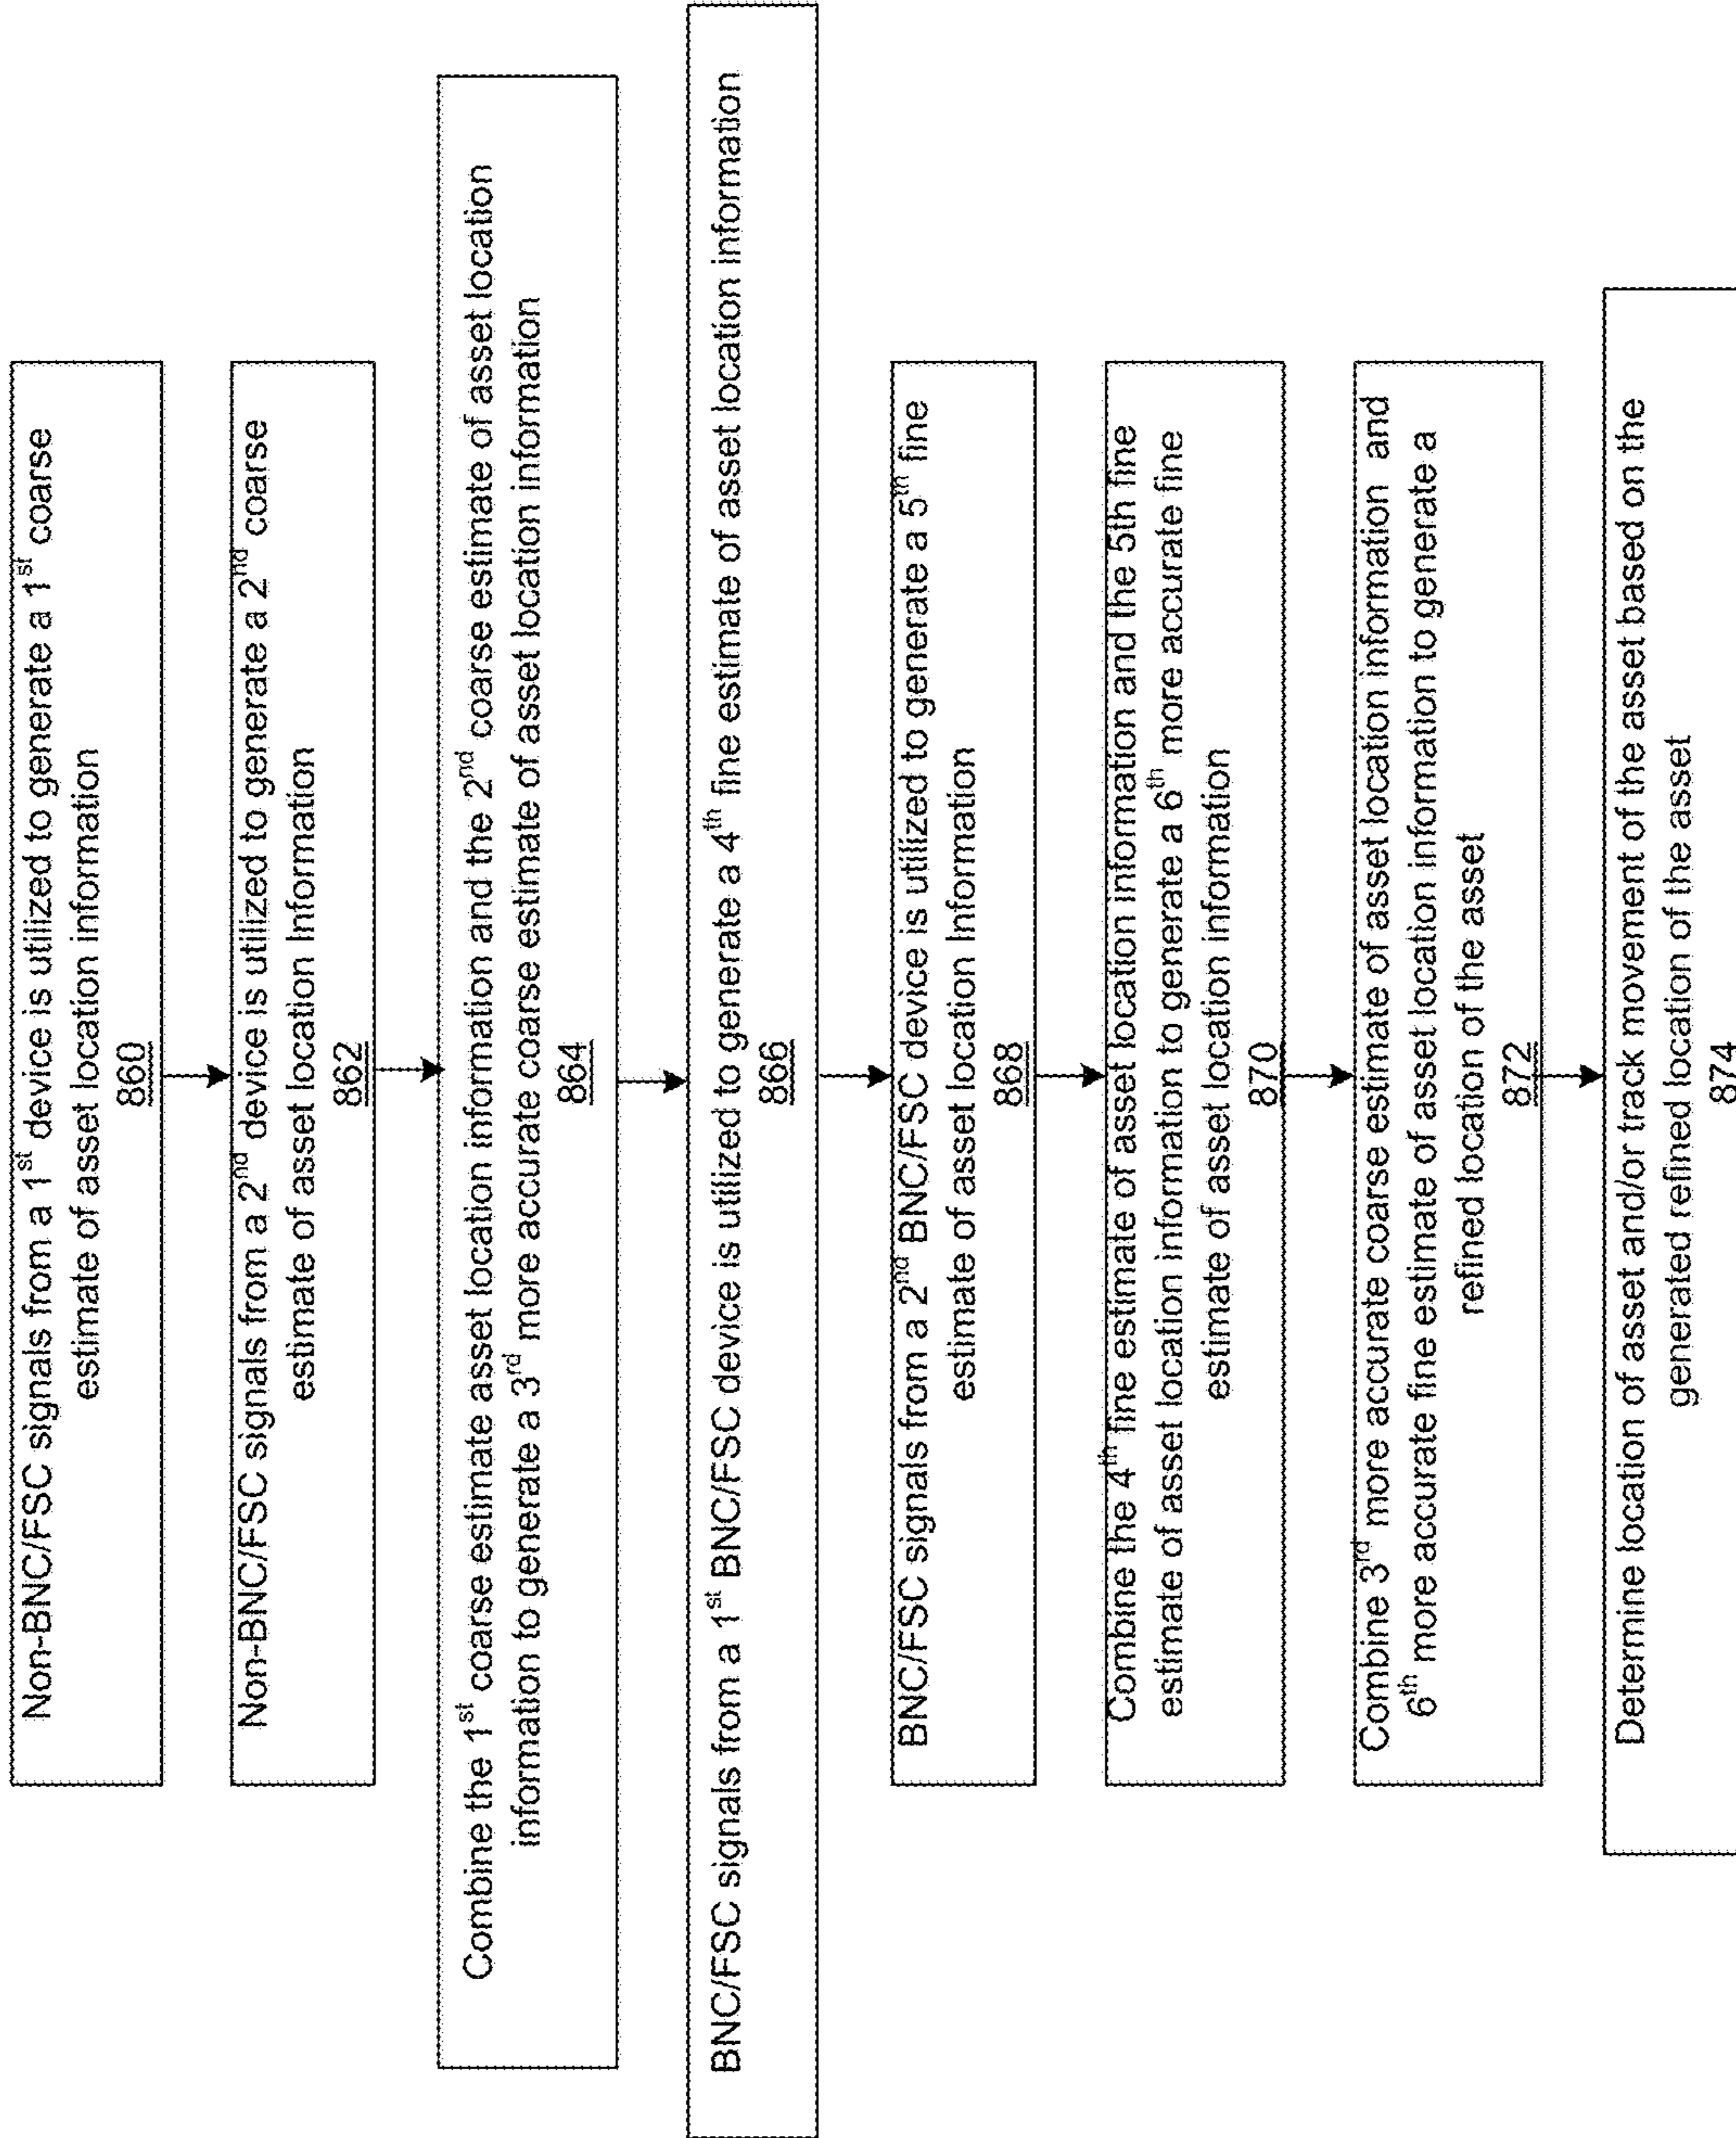 Non-BNC/FSC signals from a 1st device is utilized to generate a 1st coarse
estimate of asset location information
860
Non-BNC/FSC signals from a 2nd device is utilized to generate a 2nd coarse
estimate of asset location Information
862
Combine the 1st coarse estimate asset location information and the 2nd coarse estimate of asset location
information to generate a 3rd more accurate coarse estimate of asset location information
864
BNC/FSC signals from a 1st BNC/FSC device is utilized to generate a 4th fine estimate of asset location information
866
BNC/FSC signals from a 2nd BNC/FSC device is utilized to generate a 5th fine
estimate of asset location Information
868
Combine the 4th fine estimate of asset location information and the 5th fine
estimate of asset location information to generate a 6th more accurate fine
estimate of asset location information
870
Combine 3rd more accurate coarse estimate of asset location information and
6th more accurate fine estimate of asset location information to generate a
refined location of the asset
872
Determine location of asset and/or track movement of the asset based on the
generated refined location of the asset
874